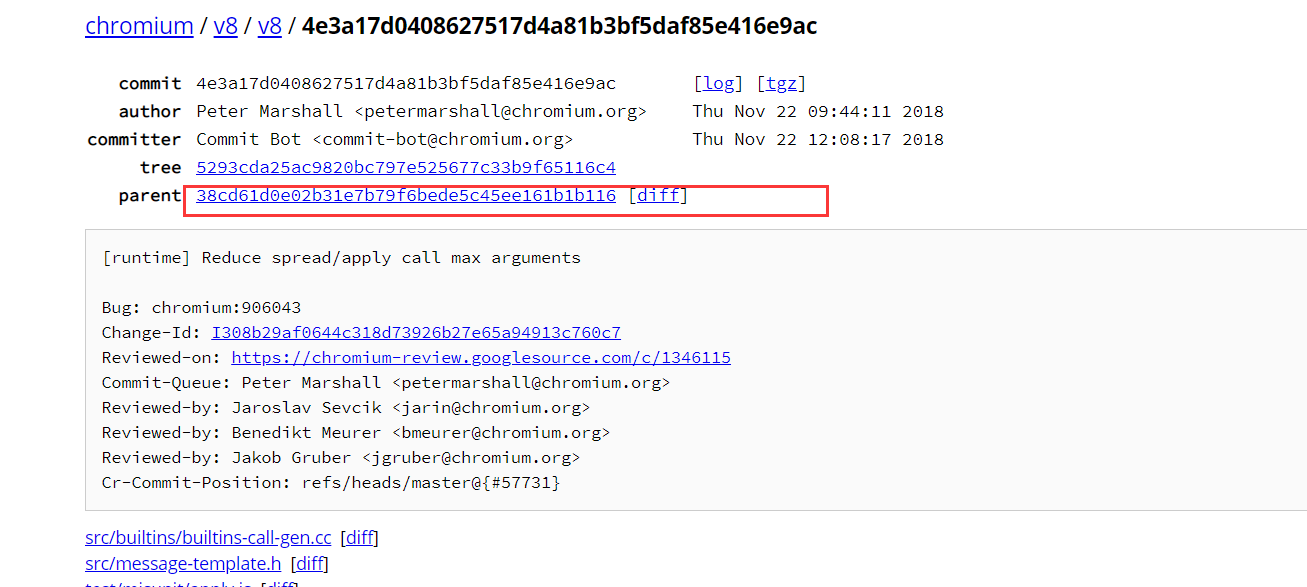 chromium / v8 / v8 / 4e3a17d0408627517d4a81b3bf5daf85e416e9ac
commit 4e3a17d0408627517d4a81b3bf5daf85e416e9ac [log] [tgz]
author Peter Marshall <petermarshall@chromium.org> Thu Nov 22 09:44:11 2018
committer Commit Bot <commit-bot@chromium.org> Thu Nov 22 12:08:17 2018
tree 5293cda25ac9820bc797e525677c33b9f65116c4
parent 38cd61d0e02b31e7b79f6bede5c45ee161b1b116 [diff]
[runtime] Reduce spread/apply call max arguments
Bug: chromium:906043
Change-Id: I308b29af0644c318d73926b27e65a94913c760c7
Reviewed-on: https://chromium-review.googlesource.com/c/1346115
Commit-Queue: Peter Marshall <petermarshall@chromium.org>
Reviewed-by: Jaroslav Sevcik <jarin@chromium.org>
Reviewed-by: Benedikt Meurer <bmeurer@chromium.org>
Reviewed-by: Jakob Gruber <jgruber@chromium.org>
Cr-Commit-Position: refs/heads/master@{#57731}
src/builtins/builtins-call-gen.cc [diff]
src/message-template.h [diff]
test/mjsunit/apply.js [diff]